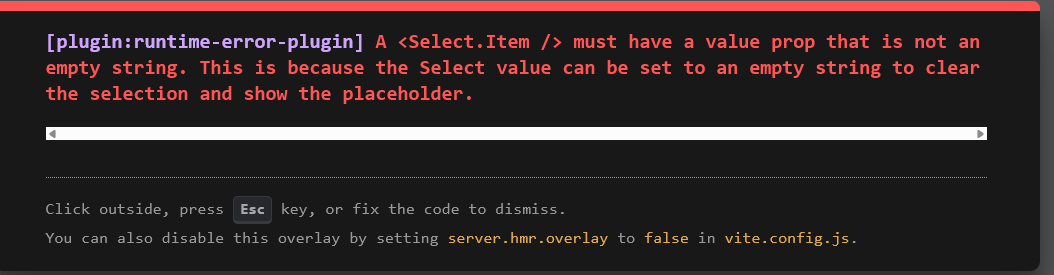 [plugin:runtime-error-plugin] A <Select.Item /> must have a value prop that is not an
empty string. This is because the Select value can be set to an empty string to clear
the selection and show the placeholder.
Click outside, press Esc key, or fix the code to dismiss.
You can also disable this overlay by setting server.hmr.overlay to false in vite.config.js.